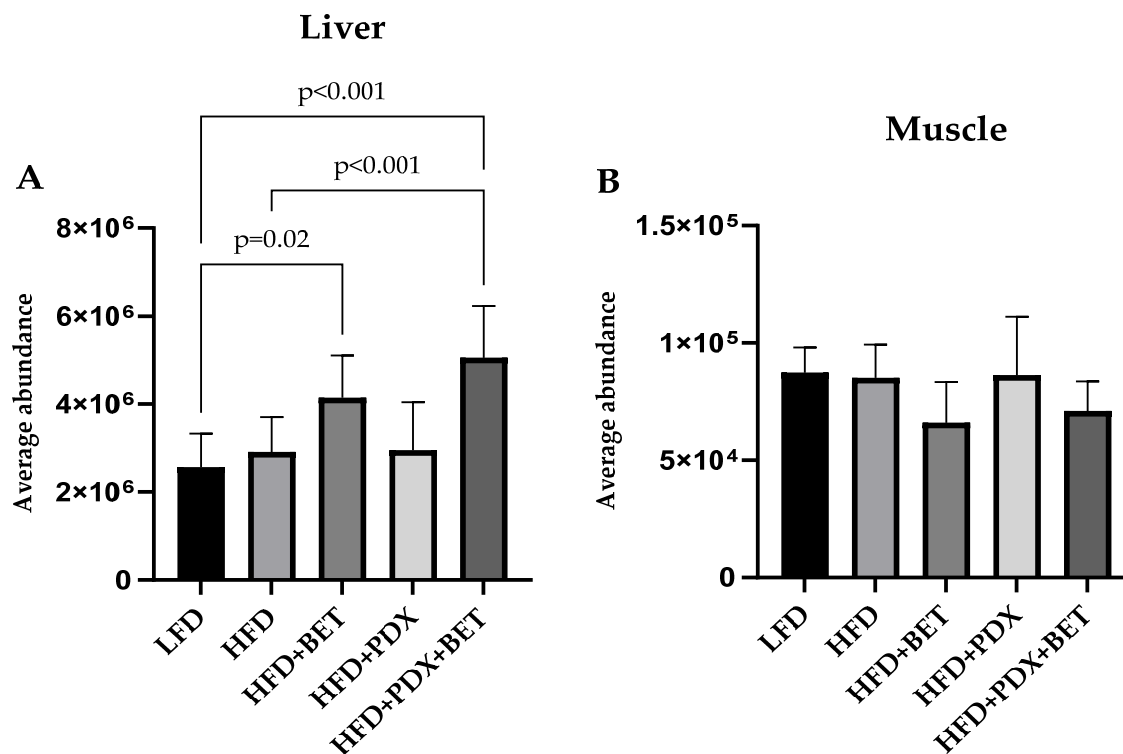 Liver
p<0.001
p<0.001
p=0.02
A
8×10⁶
6×10⁶
4×10⁶
2×10⁶
0
Average abundance
LFD
HFD
HFD+BET
HFD+PDX
HFD+PDX+BET
Muscle
B
1.5×10⁵
1×10⁵
5×10⁴
0
Average abundance
LFD
HFD
HFD+BET
HFD+PDX
HFD+PDX+BET